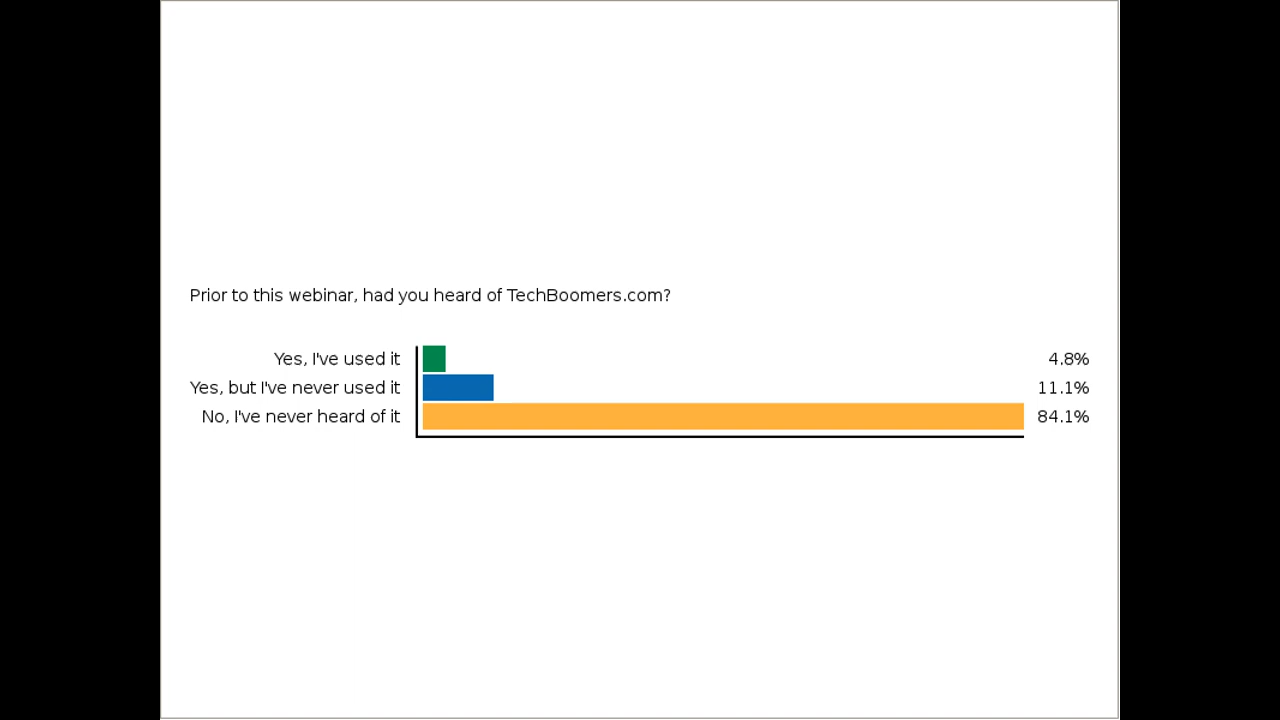 Prior to this webinar, had you heard of TechBoomers.com?
Yes, I've used it 4.8%
Yes, but I've never used it 11.1%
No, I've never heard of it 84.1%